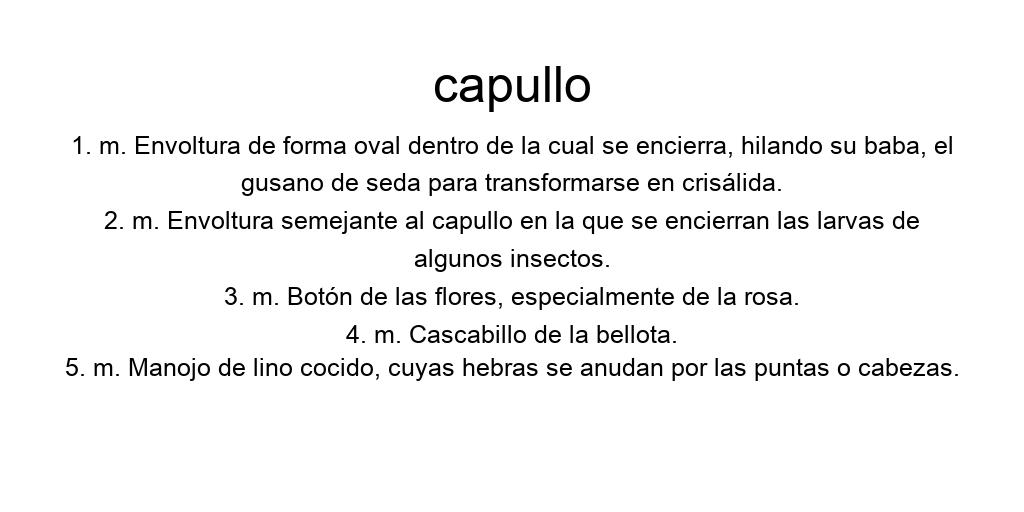 capullo
1. m. Envoltura de forma oval dentro de la cual se encierra, hilando su baba, el
gusano de seda para transformarse en crisálida.
2. m. Envoltura semejante al capullo en la que se encierran las larvas de
algunos insectos.
3. m. Botón de las flores, especialmente de la rosa.
4. m. Cascabillo de la bellota.
5. m. Manojo de lino cocido, cuyas hebras se anudan por las puntas o cabezas.